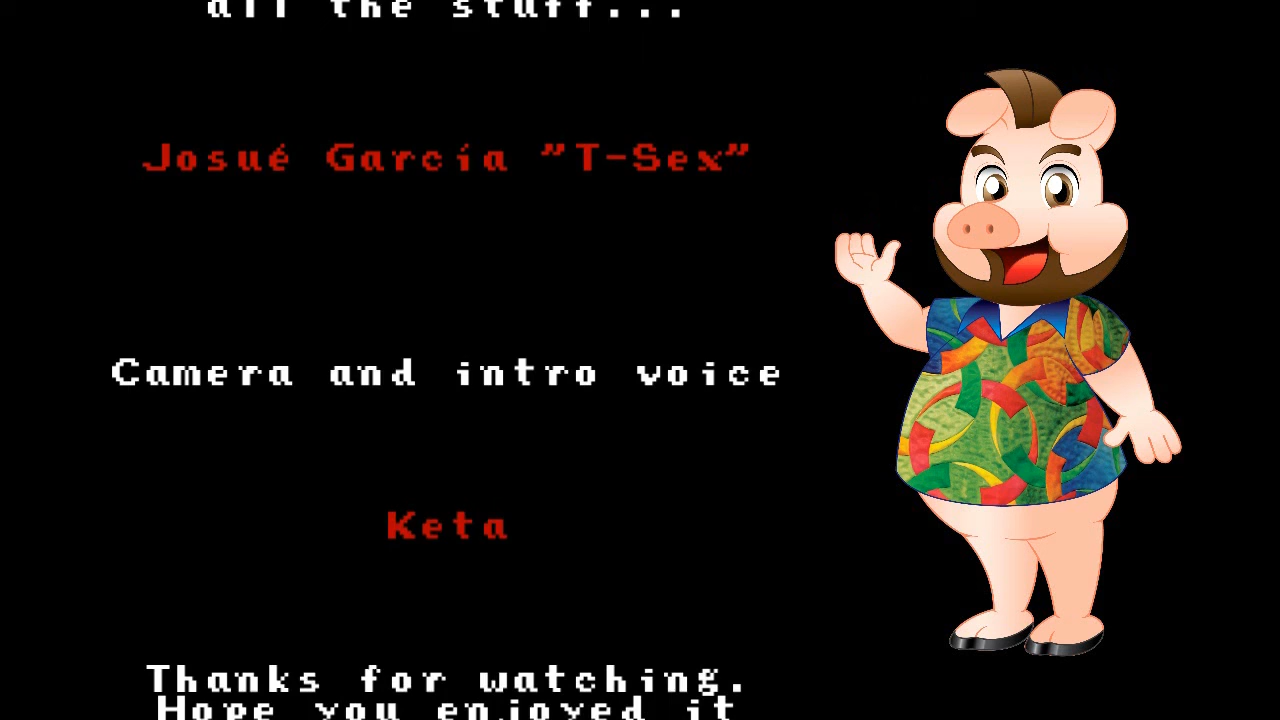 all the stuff...
Josué García "T-Sex"
Camera and intro voice
Keta
Thanks for watching.
Hope you enjoyed it